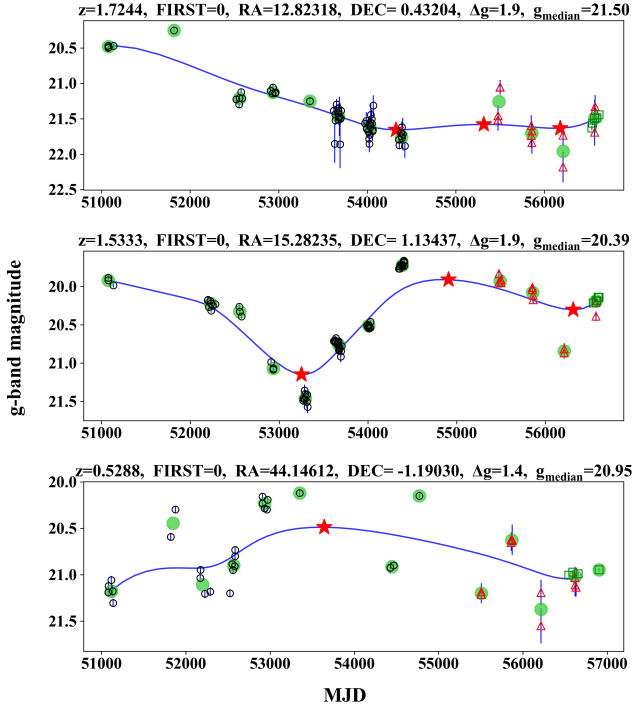 z=1.7244, FIRST=0, RA=12.82318, DEC= 0.43204, Δg=1.9, g_median=21.50
20.5
21.0
21.5
22.0
22.5
51000 52000 53000 54000 55000 56000
z=1.5333, FIRST=0, RA=15.28235, DEC= 1.13437, Δg=1.9, g_median=20.39
20.0
20.5
21.0
21.5
51000 52000 53000 54000 55000 56000
g-band magnitude
z=0.5288, FIRST=0, RA=44.14612, DEC= -1.19030, Δg=1.4, g_median=20.95
20.0
20.5
21.0
21.5
51000 52000 53000 54000 55000 56000 57000
MJD